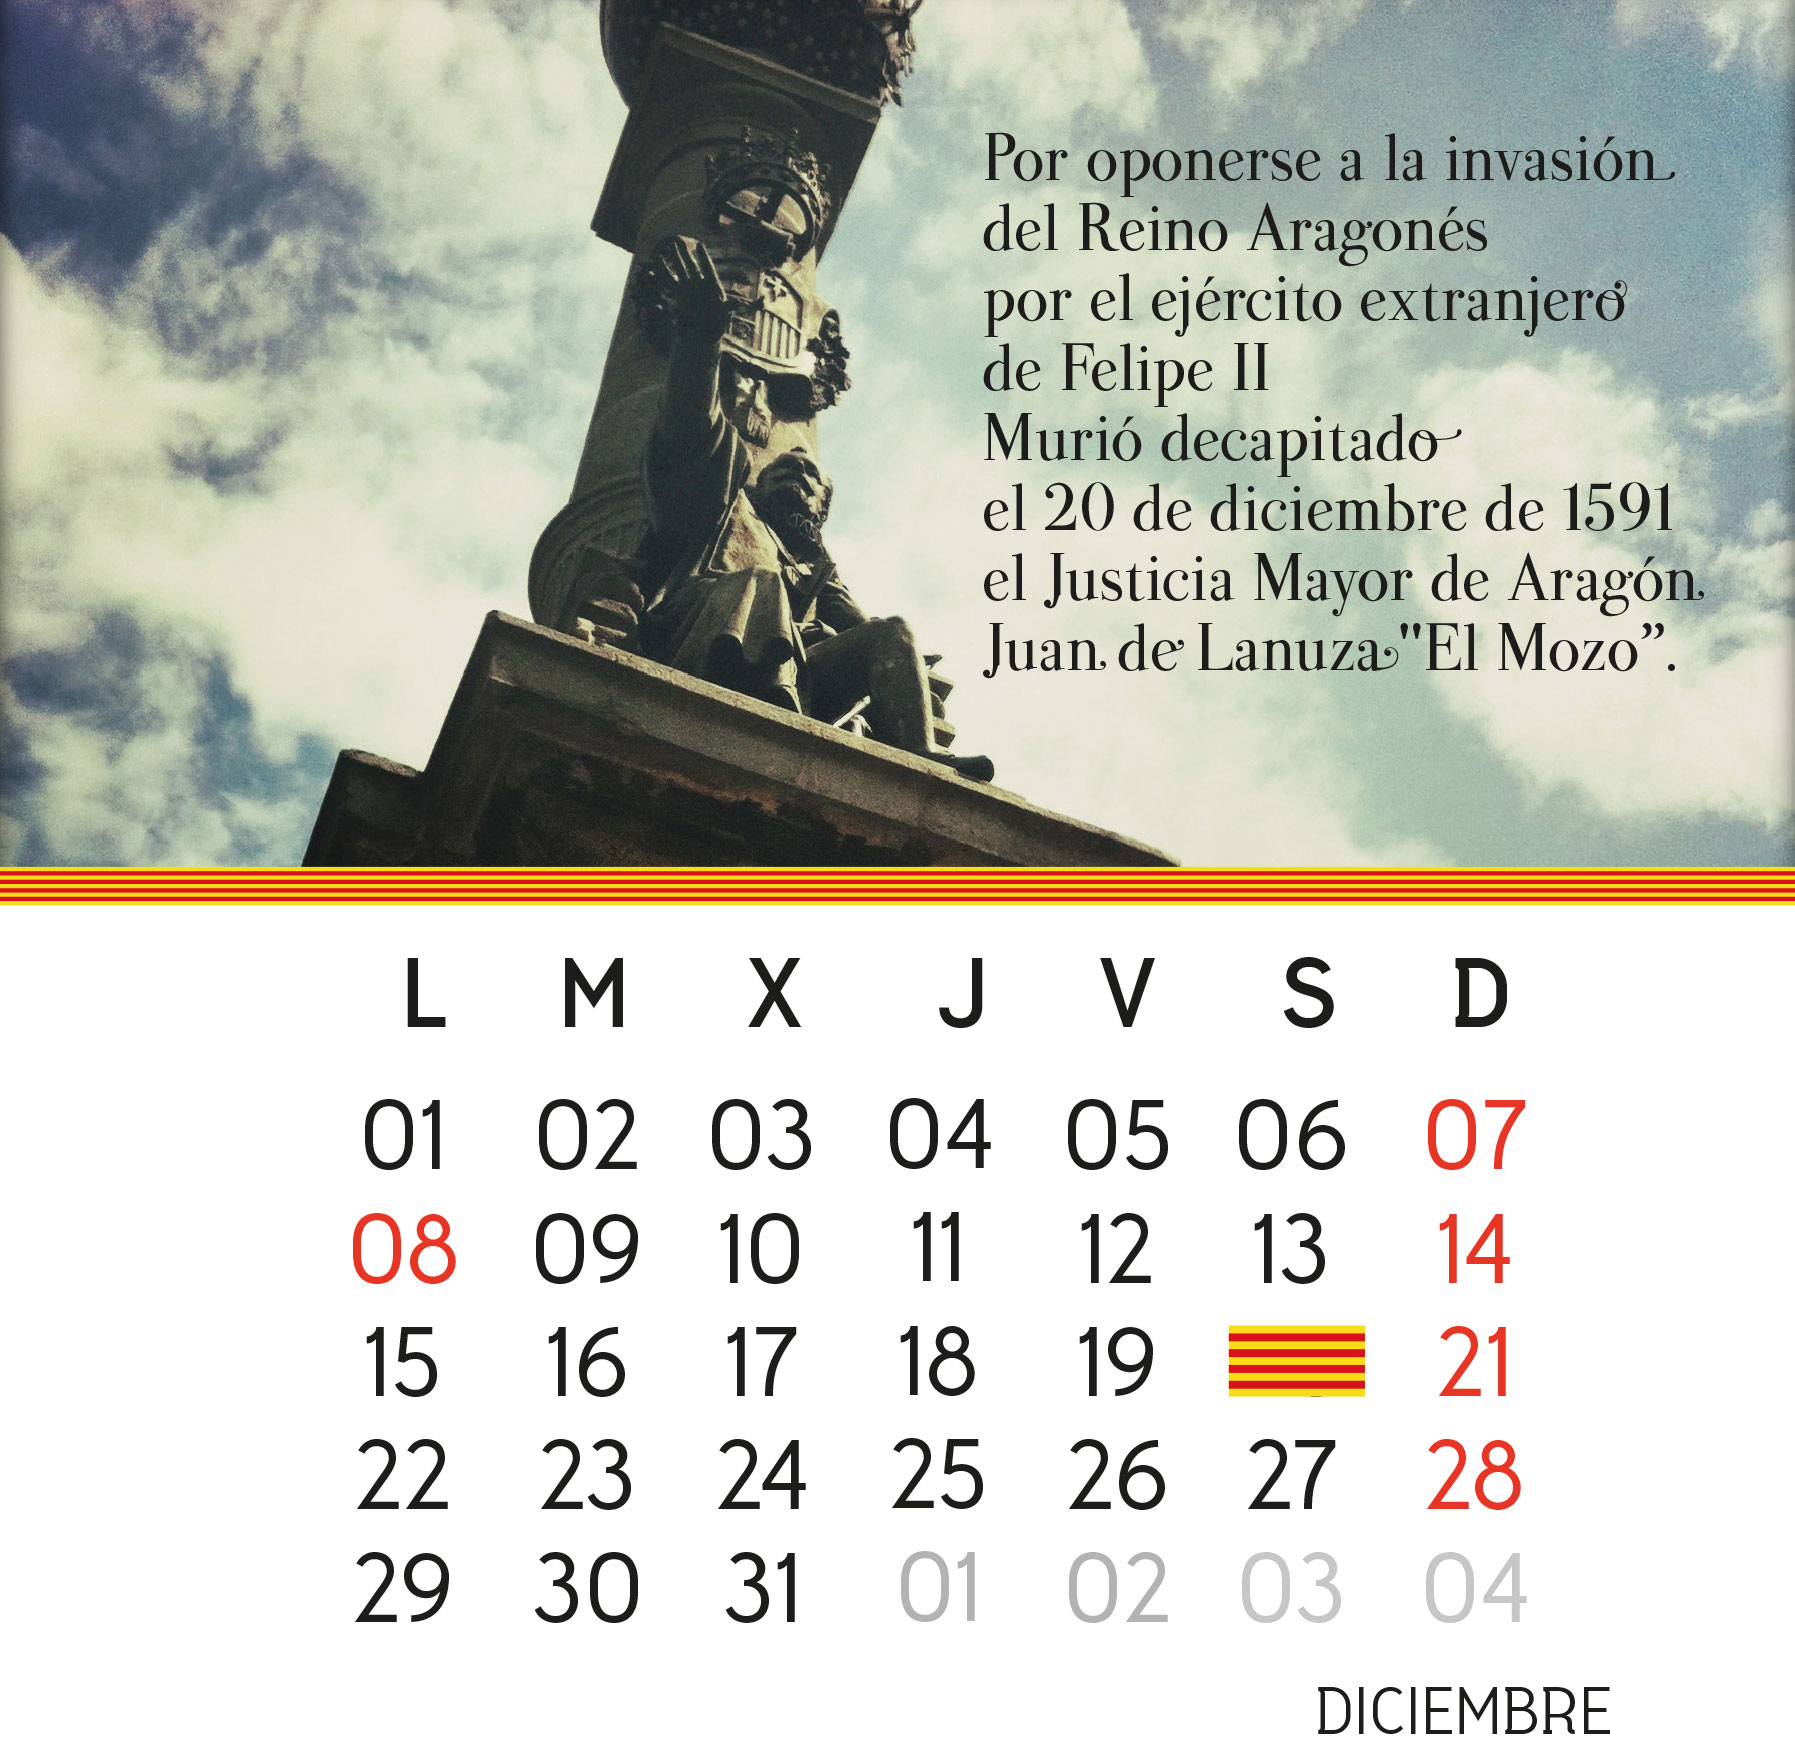 Por oponerse a la invasión
del Reino Aragonés
por el ejército extranjero
de Felipe II
Murió decapitado
el 20 de diciembre de 1591
el Justicia Mayor de Aragón
Juan de Lanuza "El Mozo”.
L M X J V S D
01 02 03 04 05 06 07
08 09 10 11 12 13 14
15 16 17 18 19 21
22 23 24 25 26 27 28
29 30 31 01 02 03 04
DICIEMBRE